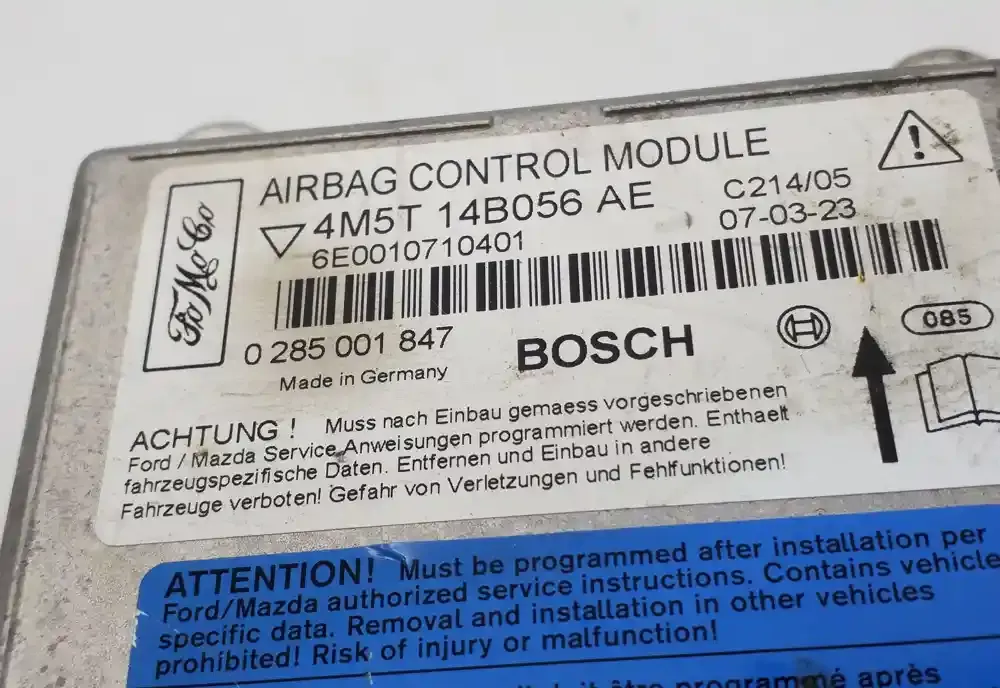 FoMoCo
AIRBAG CONTROL MODULE
4M5T 14B056 AE
C214/05
6E0010710401
07-03-23
0 285 001 847
BOSCH
085
Made in Germany
ACHTUNG ! Muss nach Einbau gemaess vorgeschriebenen
Ford / Mazda Service Anweisungen programmiert werden. Enthaelt
fahrzeugspezifische Daten. Entfernen und Einbau in andere
Fahrzeuge verboten! Gefahr von Verletzungen und Fehlfunktionen!
ATTENTION! Must be programmed after installation per
Ford/Mazda authorized service instructions. Contains vehicle
specific data. Removal and installation in other vehicles
prohibited! Risk of injury or malfunction!
être programmé après